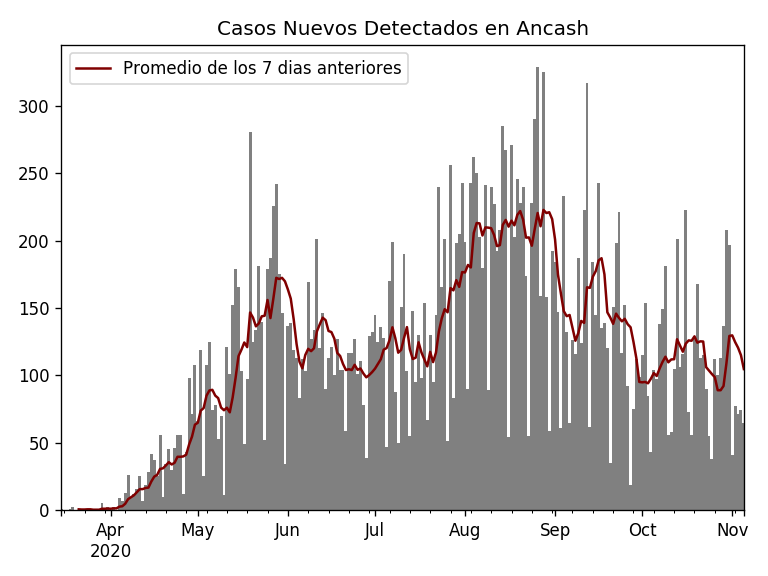 Casos Nuevos Detectados en Ancash
Promedio de los 7 dias anteriores
300
250
200
150
100
50
0
Apr May Jun Jul Aug Sep Oct Nov
2020